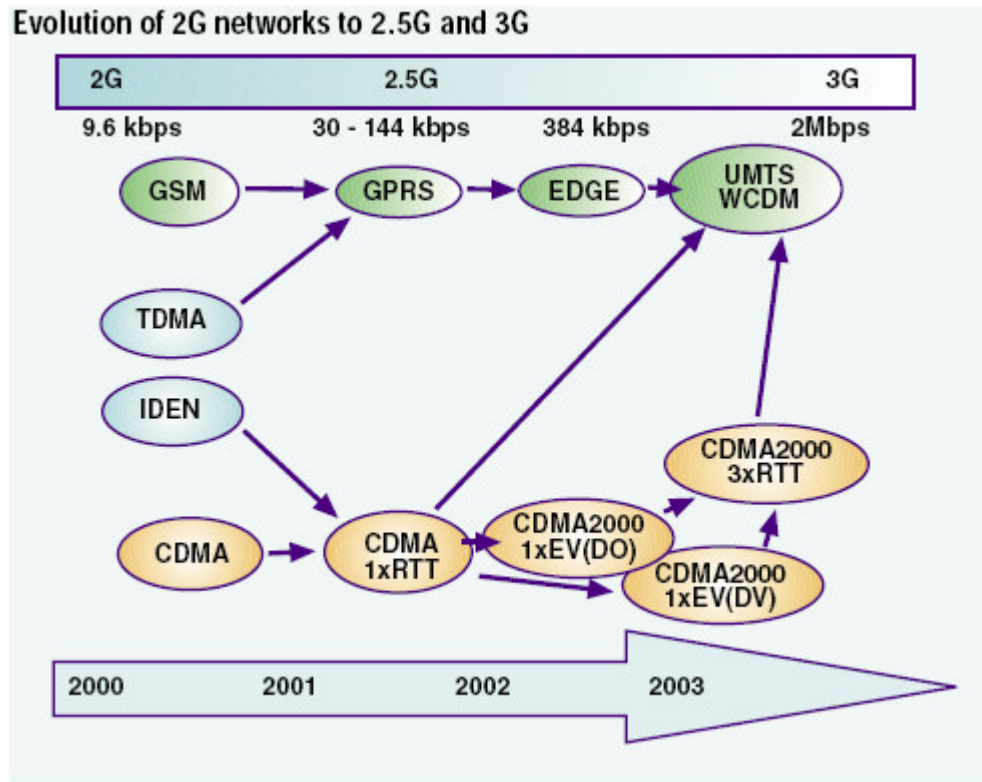 Evolution of 2G networks to 2.5G and 3G
2G 2.5G 3G
9.6 kbps 30 - 144 kbps 384 kbps 2Mbps
GSM GPRS EDGE UMTS
WCDM
TDMA
IDEN
CDMA2000
3xRTT
CDMA CDMA
1xRTT
CDMA2000
1xEV(DO)
CDMA2000
1xEV(DV)
2000 2001 2002 2003